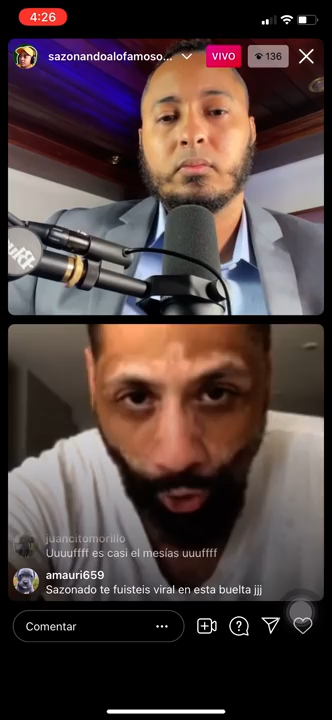 4:26
sazonandoalofamoso...
VIVO
136
juancitomorillo
Uuuuffff es casi el mesías uuuffff
amauri659
Sazonado te fuisteis viral en esta buelta jjj
Comentar